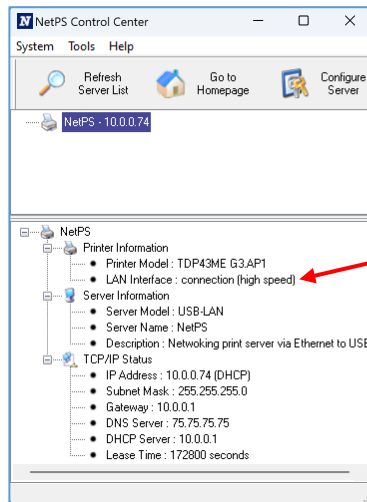 NetPS Control Center
System Tools Help
Refresh
Server List
Go to
Homepage
Configure
Server
NetPS - 10.0.0.74
NetPS
Printer Information
Printer Model : TDP43ME G3.AP1
LAN Interface : connection (high speed)
Server Information
Server Model : USB-LAN
Server Name : NetPS
Description : Netwoking print server via Ethernet to USB
TCP/IP Status
IP Address : 10.0.0.74 (DHCP)
Subnet Mask : 255.255.255.0
Gateway : 10.0.0.1
DNS Server : 75.75.75.75
DHCP Server : 10.0.0.1
Lease Time : 172800 seconds